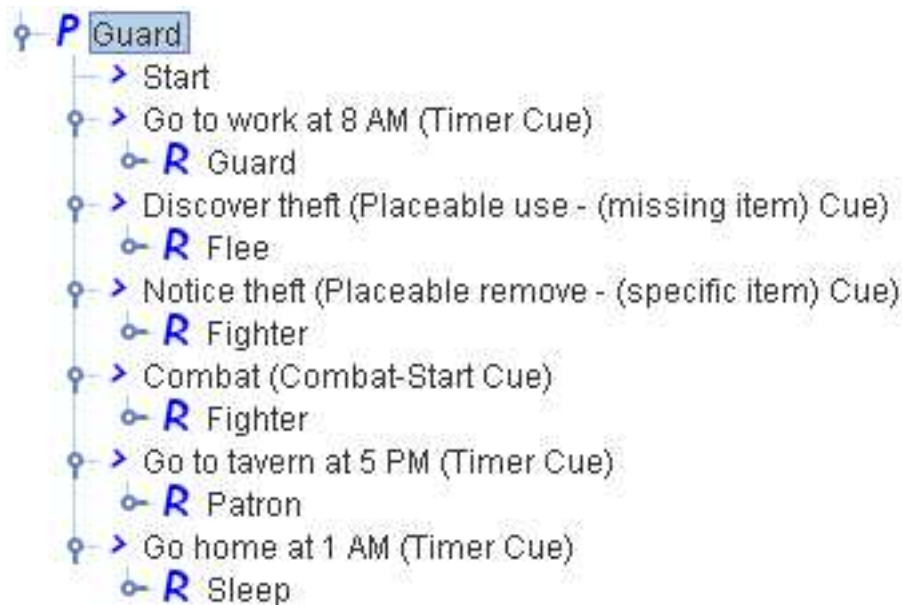 P Guard
> Start
> Go to work at 8 AM (Timer Cue)
R Guard
> Discover theft (Placeable use - (missing item) Cue)
R Flee
> Notice theft (Placeable remove - (specific item) Cue)
R Fighter
> Combat (Combat-Start Cue)
R Fighter
> Go to tavern at 5 PM (Timer Cue)
R Patron
> Go home at 1 AM (Timer Cue)
R Sleep